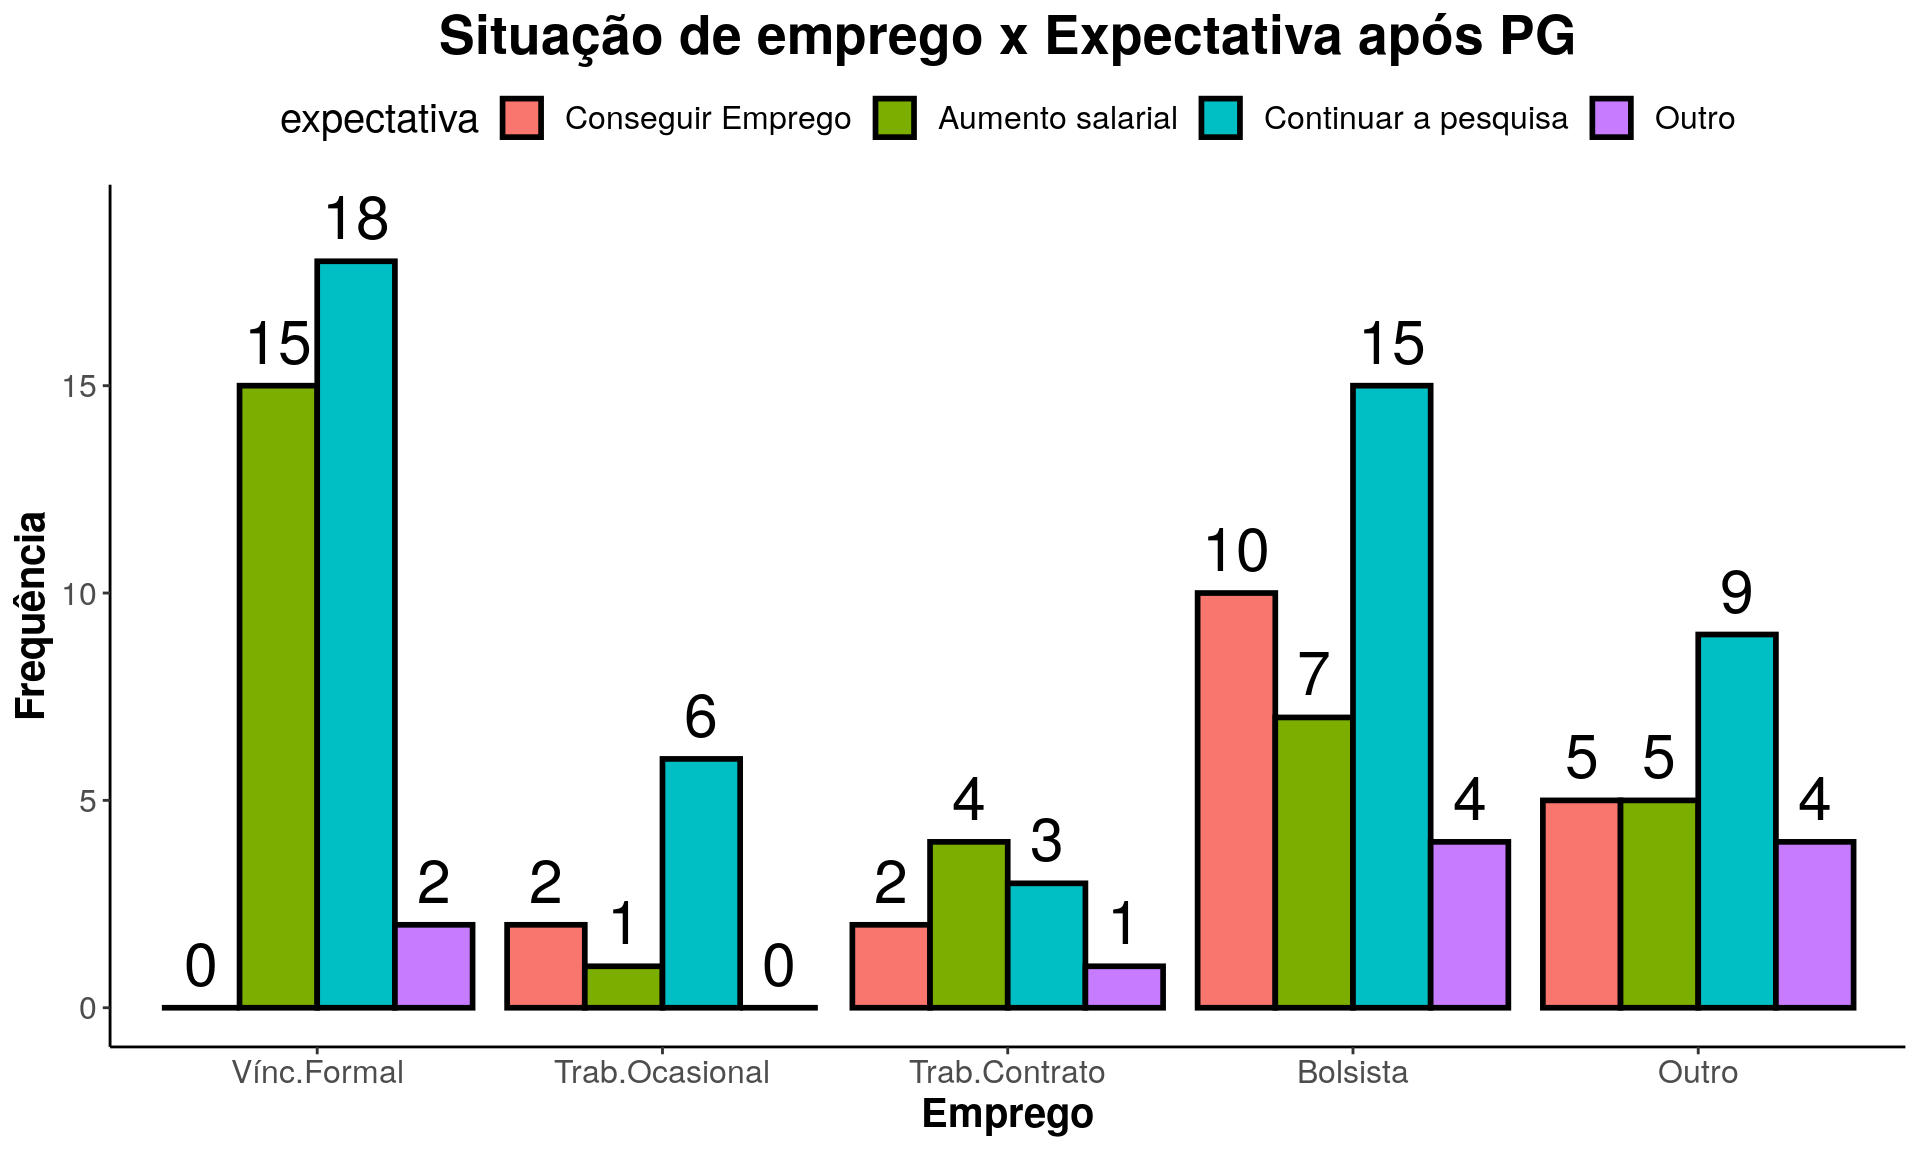 Situação de emprego x Expectativa após PG
expectativa Conseguir Emprego Aumento salarial Continuar a pesquisa Outro
Frequência
15
10
5
0
0 15 18 2
2 1 6 0
2 4 3 1
10 7 15 4
5 5 9 4
Vínc.Formal Trab.Ocasional Trab.Contrato Bolsista Outro
Emprego